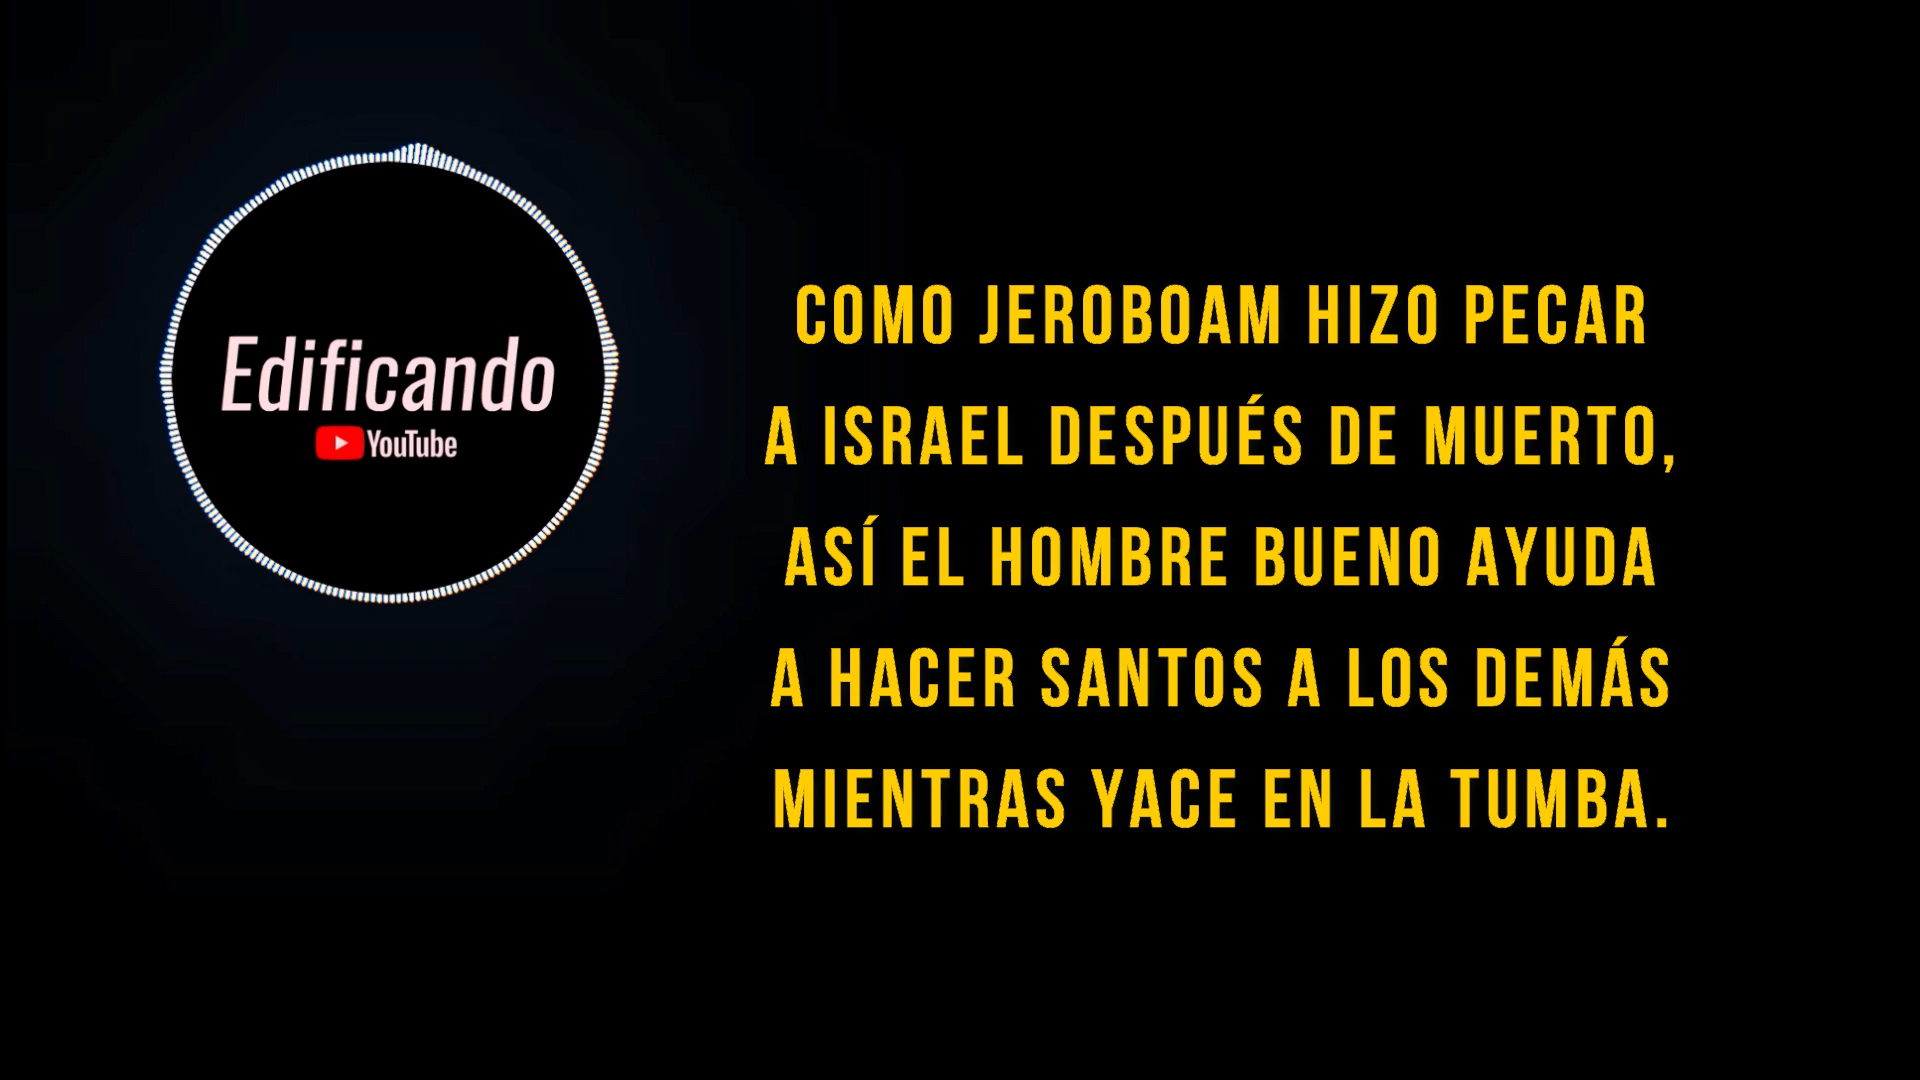 Edificando
YouTube
COMO JEROBOAM HIZO PECAR
A ISRAEL DESPUÉS DE MUERTO,
ASÍ EL HOMBRE BUENO AYUDA
A HACER SANTOS A LOS DEMÁS
MIENTRAS YACE EN LA TUMBA.